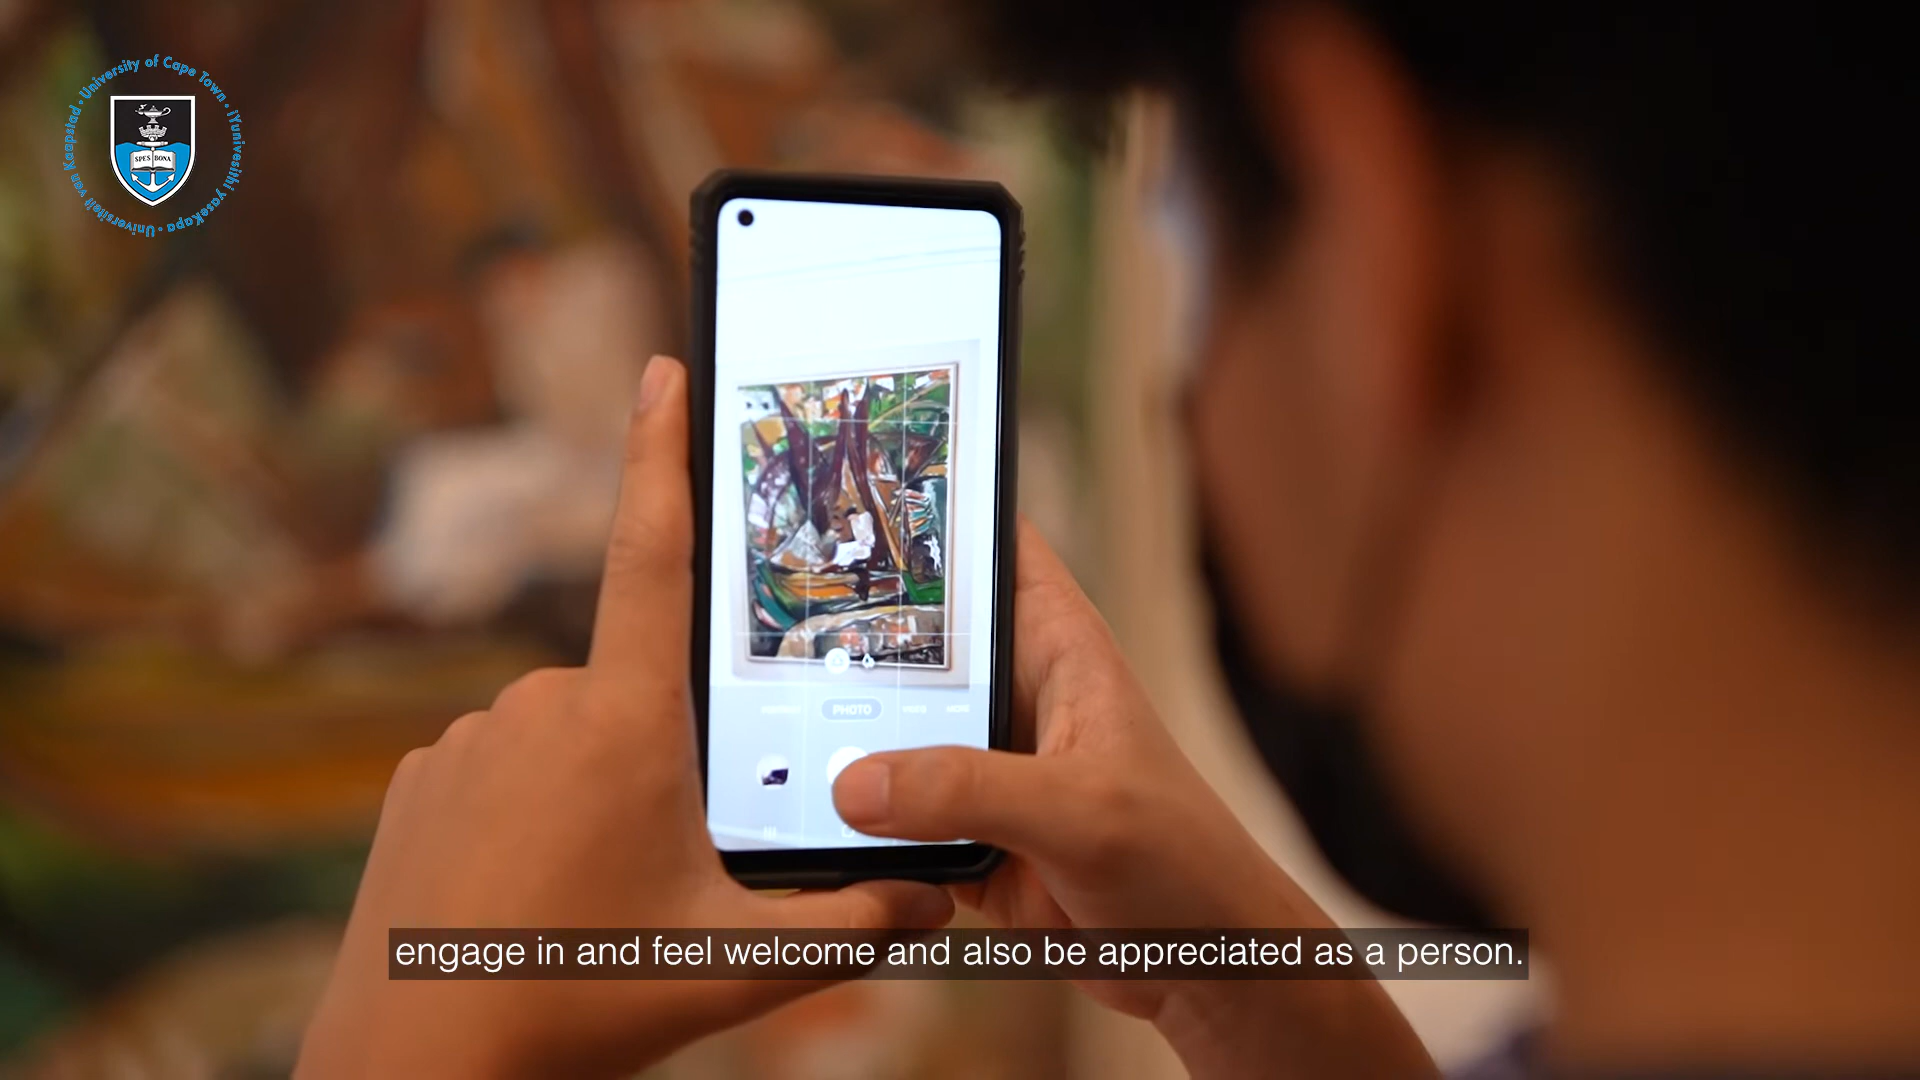 University of Cape Town • iYunivesithi yaseKapa • Universiteit van Kaapstad •
SPES BONA
PHOTO
MORE
engage in and feel welcome and also be appreciated as a person.